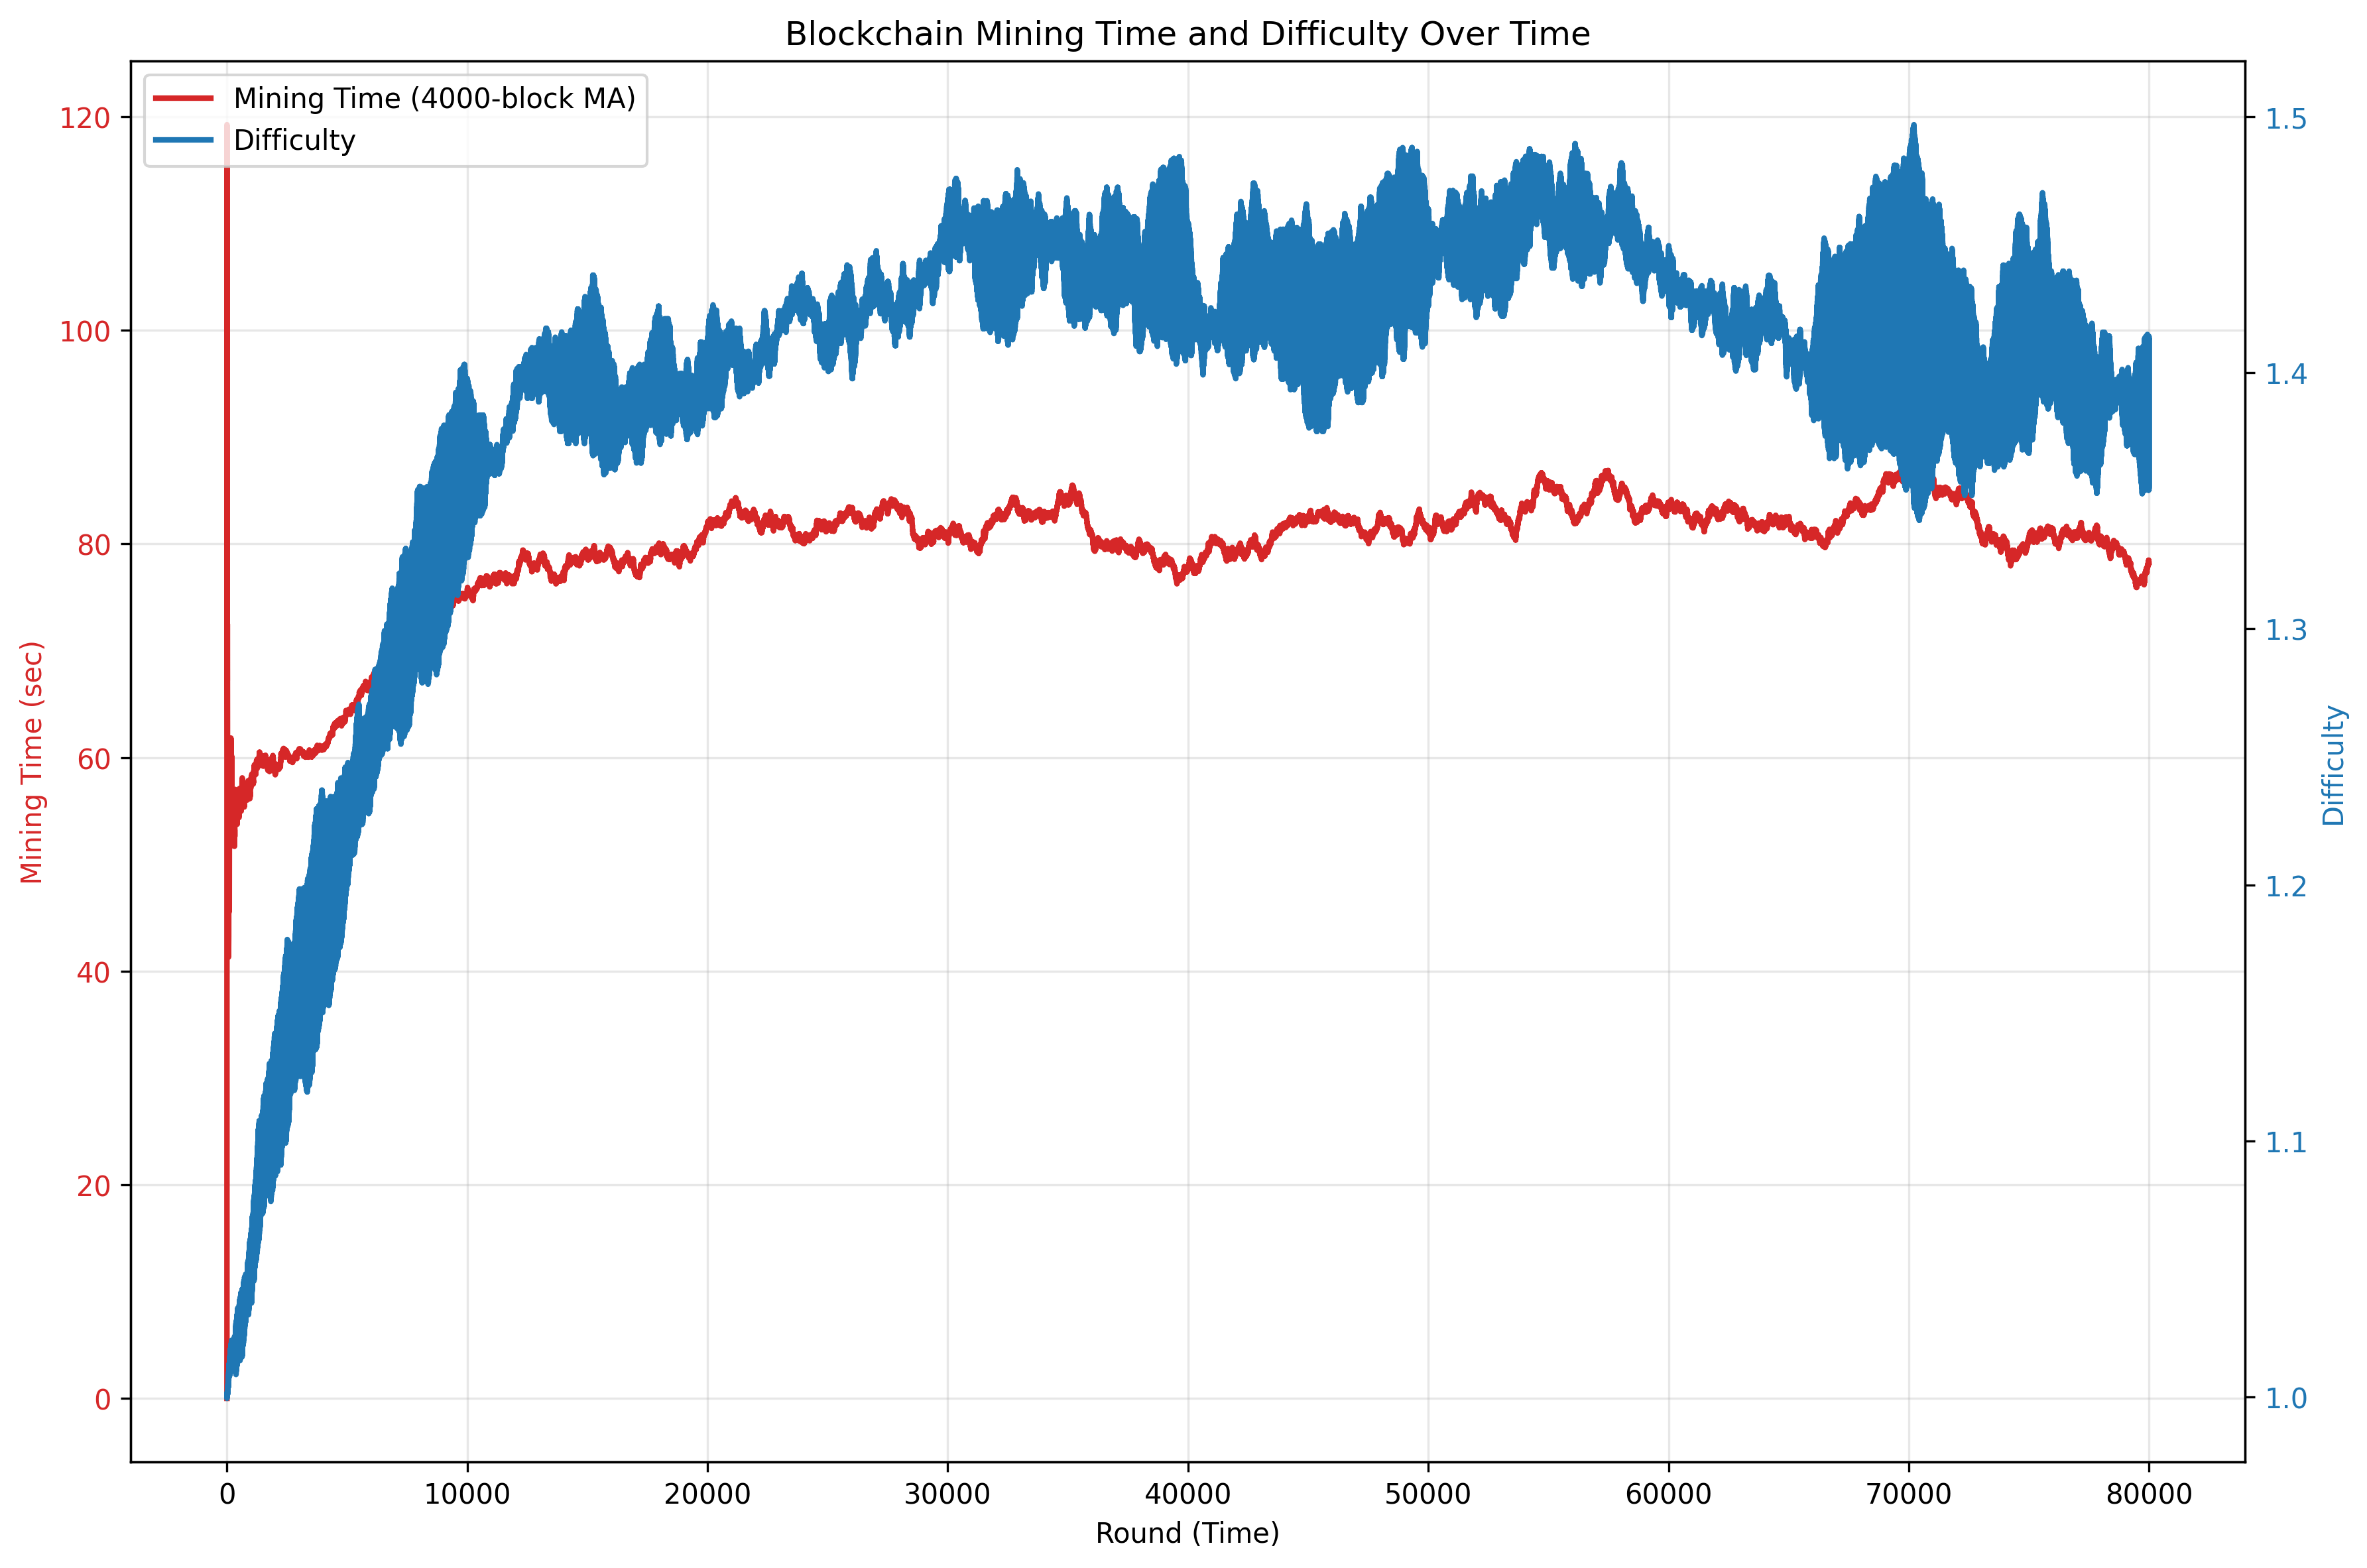 Blockchain Mining Time and Difficulty Over Time
Mining Time (4000-block MA)
Difficulty
120
100
80
60
40
20
0
Mining Time (sec)
1.5
1.4
1.3
1.2
1.1
1.0
Difficulty
0 10000 20000 30000 40000 50000 60000 70000 80000
Round (Time)